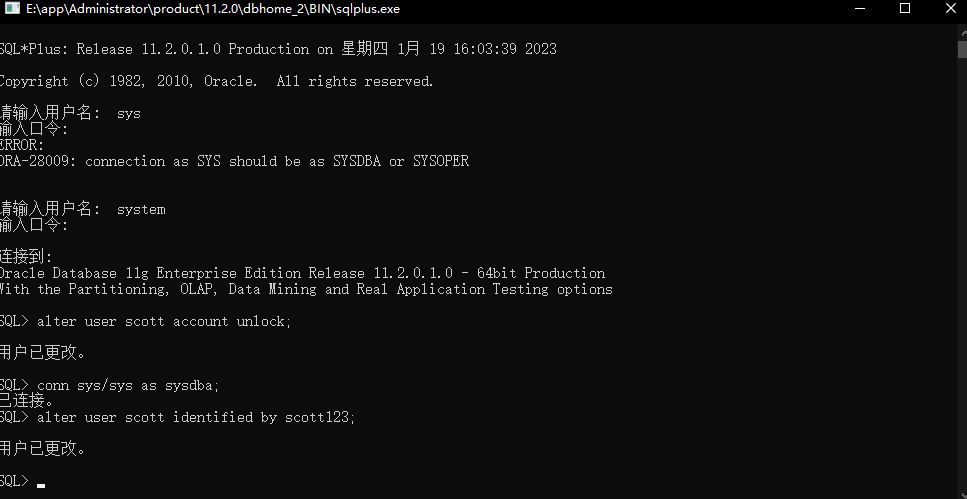 E:\app\Administrator\product\11.2.0\dbhome_2\BIN\sqlplus.exe
SQL*Plus: Release 11.2.0.1.0 Production on 星期四 1月 19 16:03:39 2023
Copyright (c) 1982, 2010, Oracle.  All rights reserved.
请输入用户名:  sys
输入口令:
ERROR:
ORA-28009: connection as SYS should be as SYSDBA or SYSOPER
请输入用户名:  system
输入口令:
连接到:
Oracle Database 11g Enterprise Edition Release 11.2.0.1.0 - 64bit Production
With the Partitioning, OLAP, Data Mining and Real Application Testing options
SQL> alter user scott account unlock;
用户已更改。
SQL> conn sys/sys as sysdba;
已连接。
SQL> alter user scott identified by scott123;
用户已更改。
SQL>